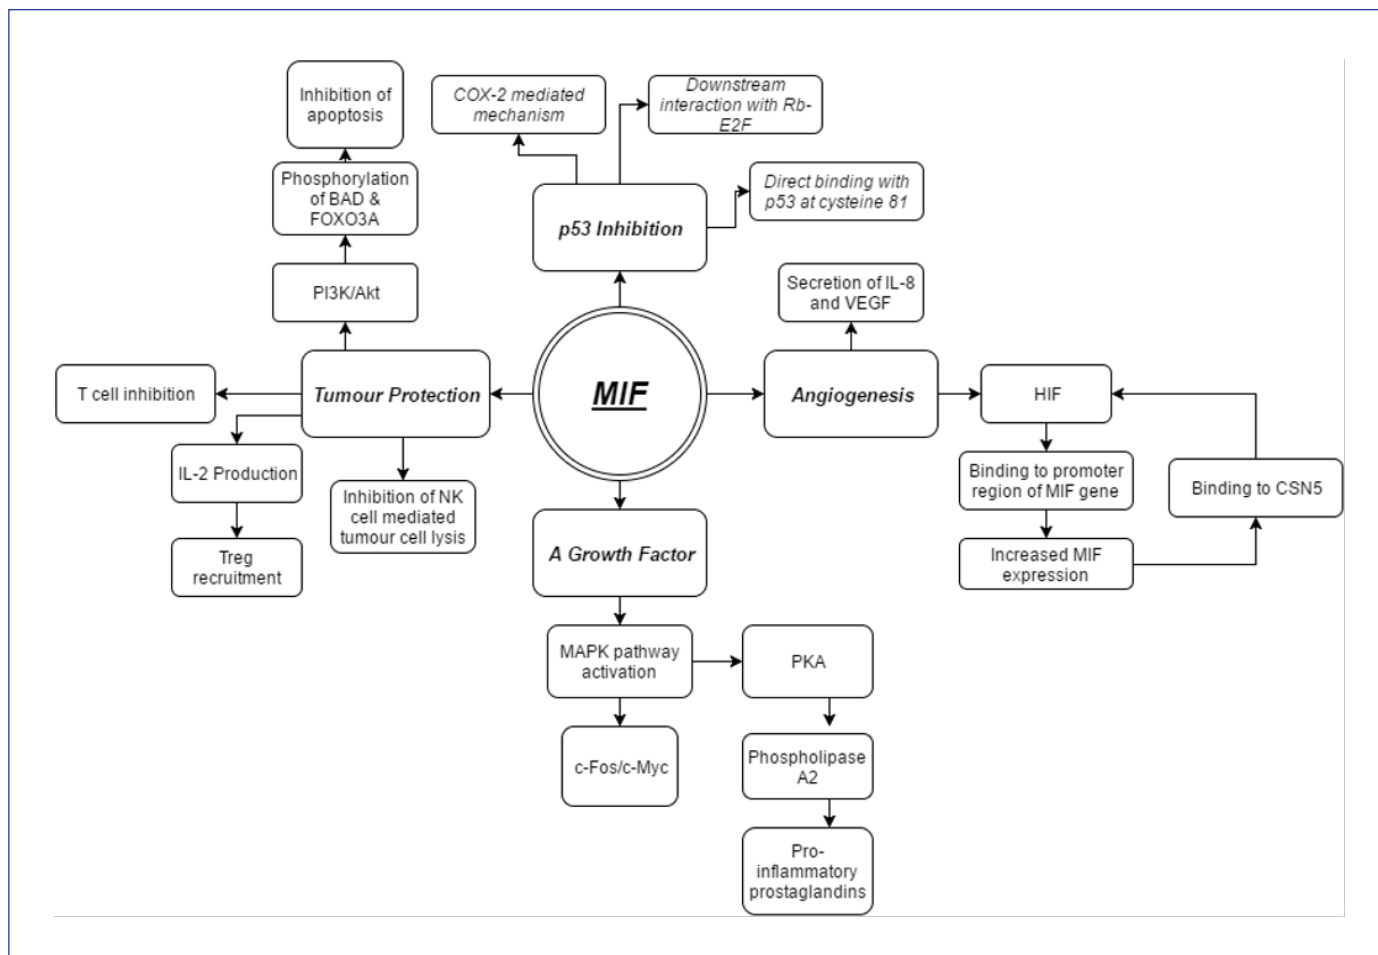 Inhibition of
apoptosis
COX-2 mediated
mechanism
Downstream
interaction with Rb-
E2F
Phosphorylation
of BAD &
FOXO3A
Direct binding with
p53 at cysteine 81
p53 Inhibition
PI3K/Akt
Secretion of IL-8
and VEGF
T cell inhibition
Tumour Protection
MIF
Angiogenesis
HIF
IL-2 Production
Inhibition of NK
cell mediated
tumour cell lysis
Binding to promoter
region of MIF gene
Binding to CSN5
Treg
recruitment
A Growth Factor
Increased MIF
expression
MAPK pathway
activation
PKA
c-Fos/c-Myc
Phospholipase
A2
Pro-
inflammatory
prostaglandins